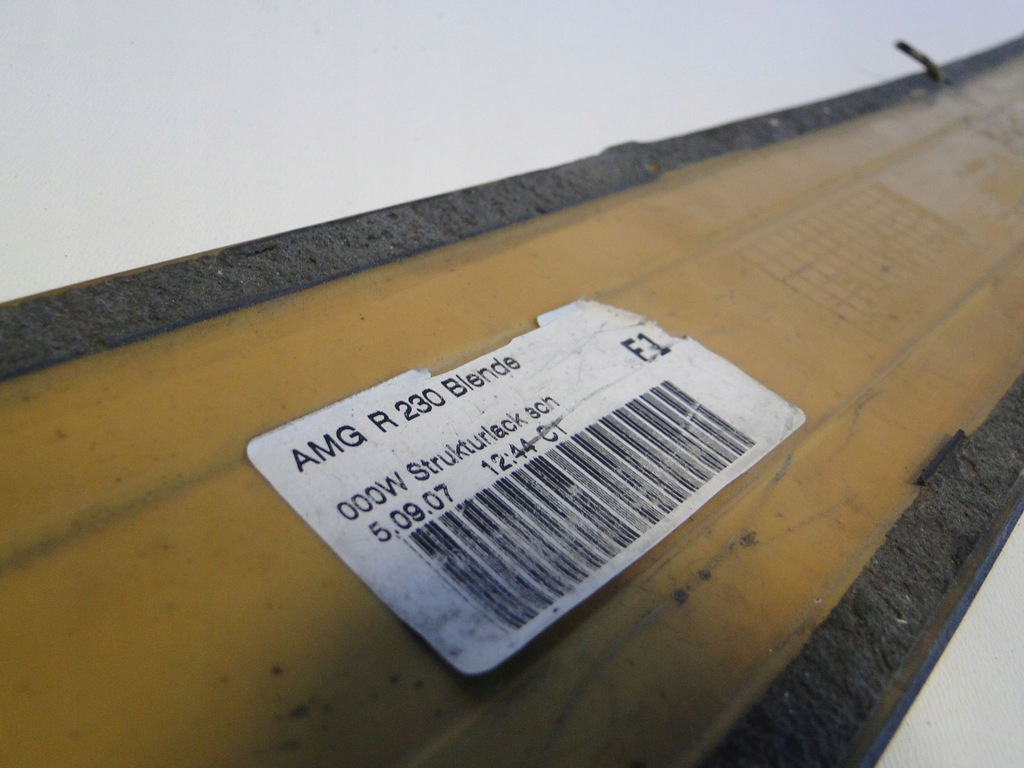 AMG R 230 Blende
E1
000W Strukturlack sch
5.09.07 12:44 CT